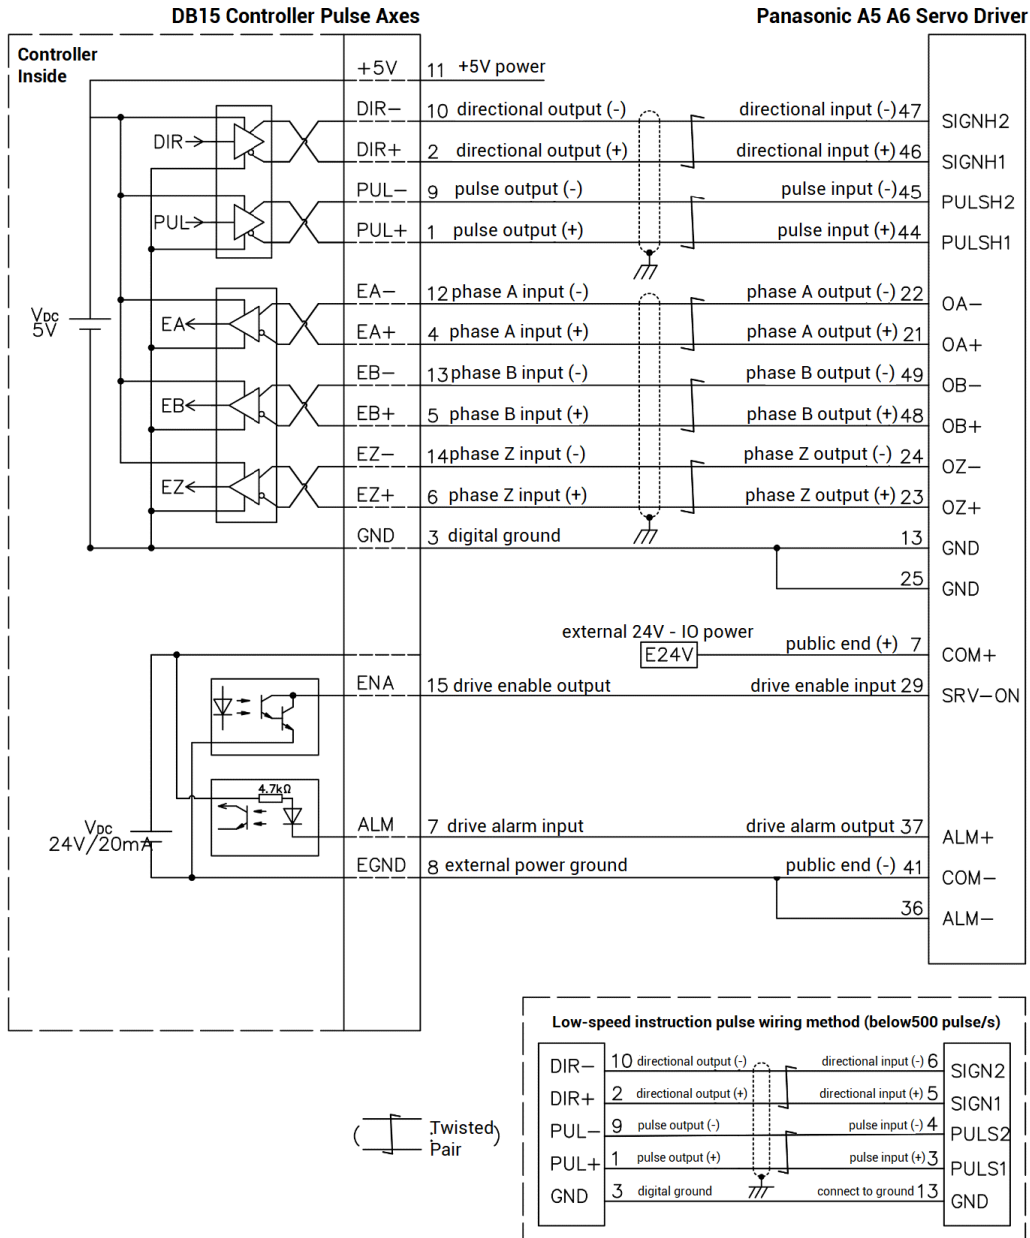 DB15 Controller Pulse Axes
Panasonic A5 A6 Servo Driver
Controller
Inside
+5V 11 +5V power
DIR− 10 directional output (-) directional input (-) 47 SIGNH2
DIR
DIR+ 2 directional output (+) directional input (+) 46 SIGNH1
PUL− 9 pulse output (-) pulse input (-) 45 PULSH2
PUL
PUL+ 1 pulse output (+) pulse input (+) 44 PULSH1
EA− 12 phase A input (-) phase A output (-) 22 OA−
VDC
5V
EA
EA+ 4 phase A input (+) phase A output (+) 21 OA+
EB− 13 phase B input (-) phase B output (-) 49 OB−
EB
EB+ 5 phase B input (+) phase B output (+) 48 OB+
EZ− 14 phase Z input (-) phase Z output (-) 24 OZ−
EZ
EZ+ 6 phase Z input (+) phase Z output (+) 23 OZ+
GND 3 digital ground 13 GND
25 GND
external 24V - IO power
E24V public end (+) 7 COM+
ENA 15 drive enable output drive enable input 29 SRV−ON
4.7kΩ
VDC
24V/20mA
ALM 7 drive alarm input drive alarm output 37 ALM+
EGND 8 external power ground public end (-) 41 COM−
36 ALM−
Low-speed instruction pulse wiring method (below500 pulse/s)
DIR− 10 directional output (-) directional input (-) 6 SIGN2
DIR+ 2 directional output (+) directional input (+) 5 SIGN1
PUL− 9 pulse output (-) pulse input (-) 4 PULS2
PUL+ 1 pulse output (+) pulse input (+) 3 PULS1
GND 3 digital ground connect to ground 13 GND
( Twisted)
: Pair